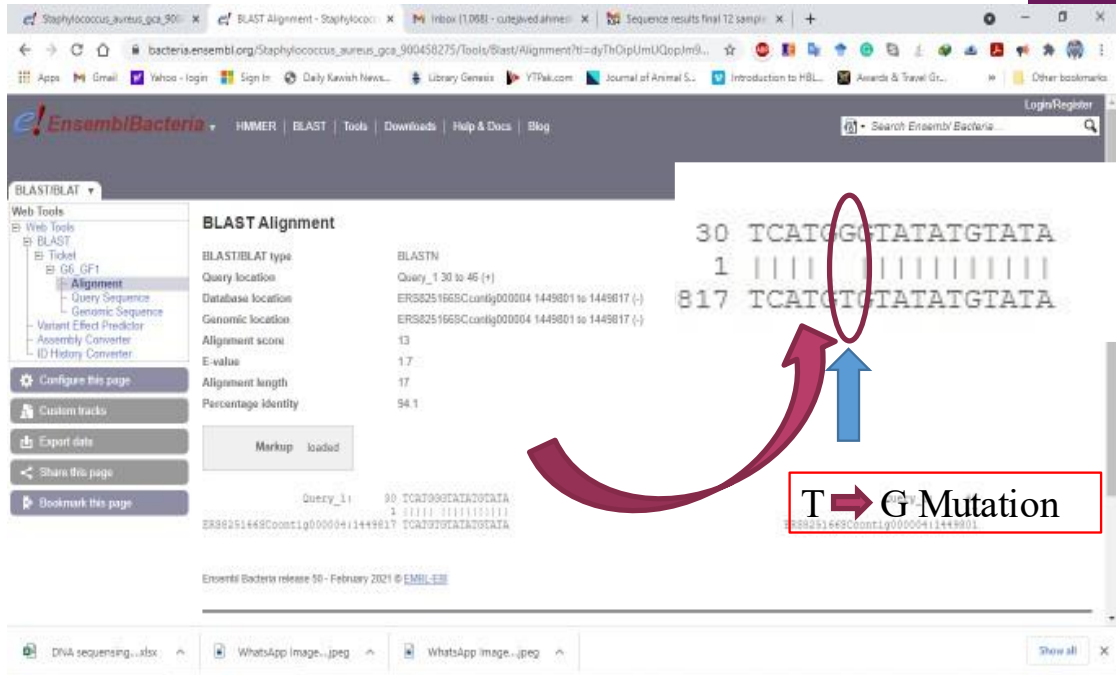 Staphylococcus_aureus_gca_900
BLAST Alignment - Staphylococc
Inbox (1,068) - cutejaved.ahmed
Sequence results final 12 sample
bacteria.ensembl.org/Staphylococcus_aureus_gca_900458275/Tools/Blast/Alignment?tl=
Apps
Gmail
Yahoo - login
Sign In
Daily Kawish News...
Library Genesis
YTPak.com
Journal of Animal S...
Introduction to HBL...
Awards & Travel Gr...
»
Other bookmarks
Login/Register
e!EnsemblBacteria
HMMER | BLAST | Tools | Downloads | Help & Docs | Blog
Search Ensembl Bacteria...
BLAST/BLAT
Web Tools
Web Tools
BLAST
Ticket
G6_GF1
Alignment
Query Sequence
Genomic Sequence
Variant Effect Predictor
Assembly Converter
ID History Converter
Configure this page
Custom tracks
Export data
Share this page
Bookmark this page
BLAST Alignment
BLAST/BLAT type BLASTN
Query location Query_1 30 to 46 (+)
Database location ERS825166SCcontig000004 1449801 to 1449817 (-)
Genomic location ERS825166SCcontig000004 1449801 to 1449817 (-)
Alignment score 13
E-value 1.7
Alignment length 17
Percentage identity 94.1
Markup loaded
30 TCATGGGTATATGTATA
1 |||| ||||||||||
817 TCATGTGTATATGTATA
T G Mutation
Query_1: 30 TCATGGGTATATGTATA
1 ||||| |||||||||||
ERS825166SCcontig000004:1449817 TCATGTGTATATGTATA
ERS825166SCcontig000004:1449801
Ensembl Bacteria release 50 - February 2021 © EMBL-EBI
DNA sequensing....xlsx
WhatsApp Image....jpeg
WhatsApp Image....jpeg
Show all